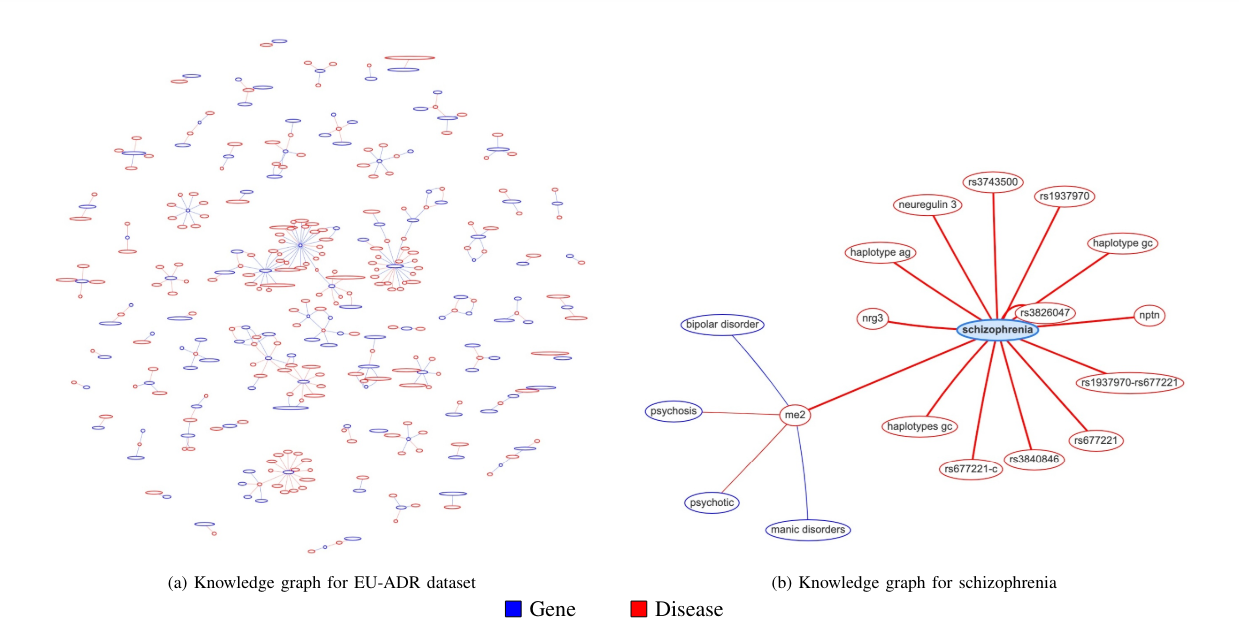 rs3743500
neuregulin 3
rs1937970
haplotype ag
haplotype gc
nrg3
rs3826047
nptn
bipolar disorder
schizophrenia
rs1937970-rs677221
psychosis
me2
haplotypes gc
rs677221
rs677221-c
rs3840846
psychotic
manic disorders
(a) Knowledge graph for EU-ADR dataset
(b) Knowledge graph for schizophrenia
Gene
Disease